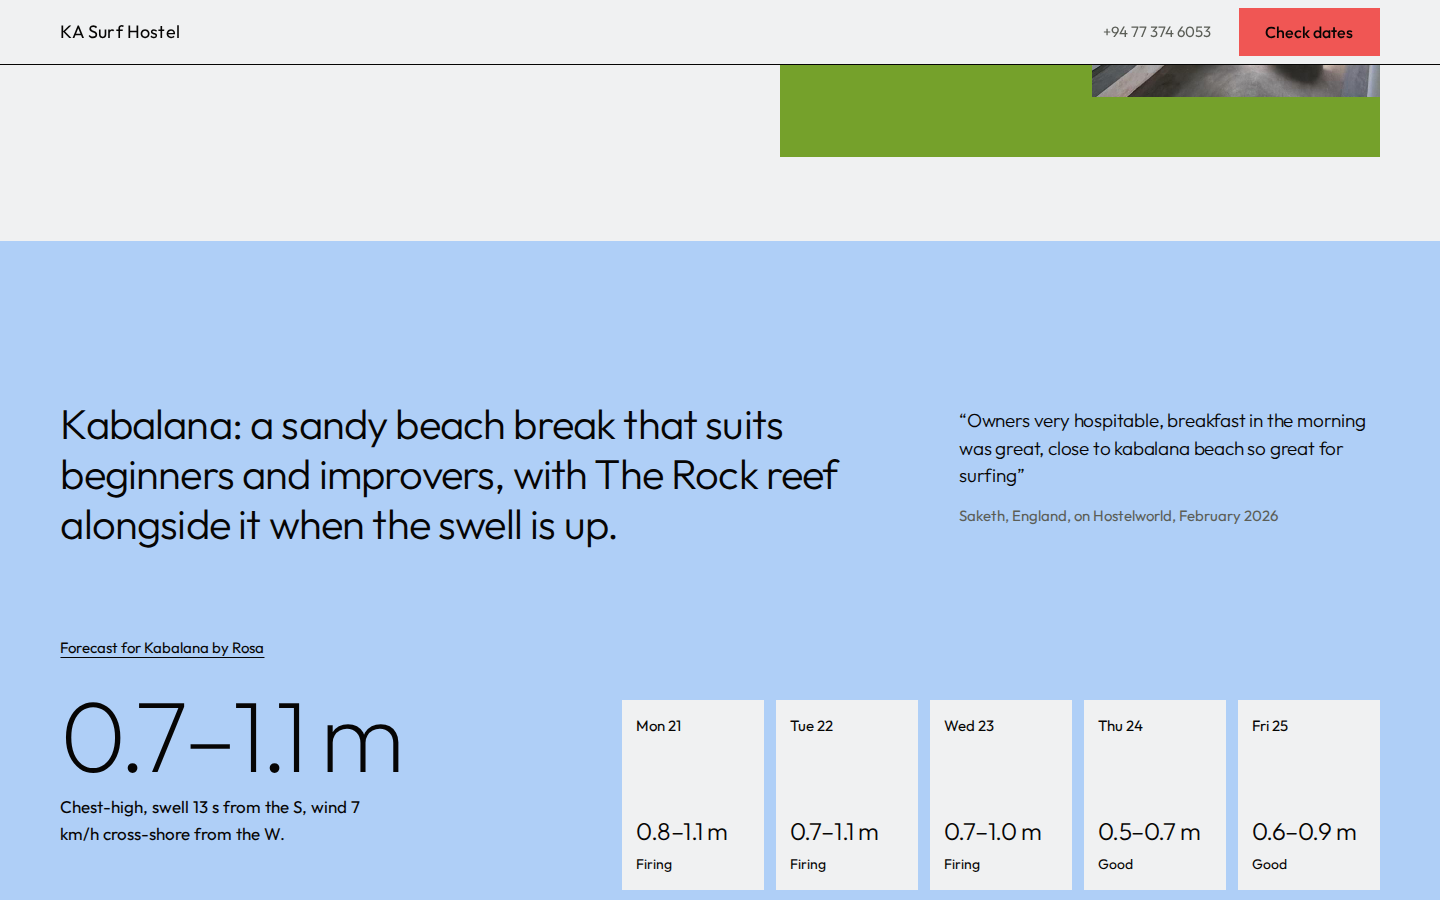 KA Surf Hostel
+94 77 374 6053
Check dates
Kabalana: a sandy beach break that suits
beginners and improvers, with The Rock reef
alongside it when the swell is up.
“Owners very hospitable, breakfast in the morning
was great, close to kabalana beach so great for
surfing”
Saketh, England, on Hostelworld, February 2026
Forecast for Kabalana by Rosa
0.7–1.1 m
Chest-high, swell 13 s from the S, wind 7
km/h cross-shore from the W.
Mon 21
0.8–1.1 m
Firing
Tue 22
0.7–1.1 m
Firing
Wed 23
0.7–1.0 m
Firing
Thu 24
0.5–0.7 m
Good
Fri 25
0.6–0.9 m
Good